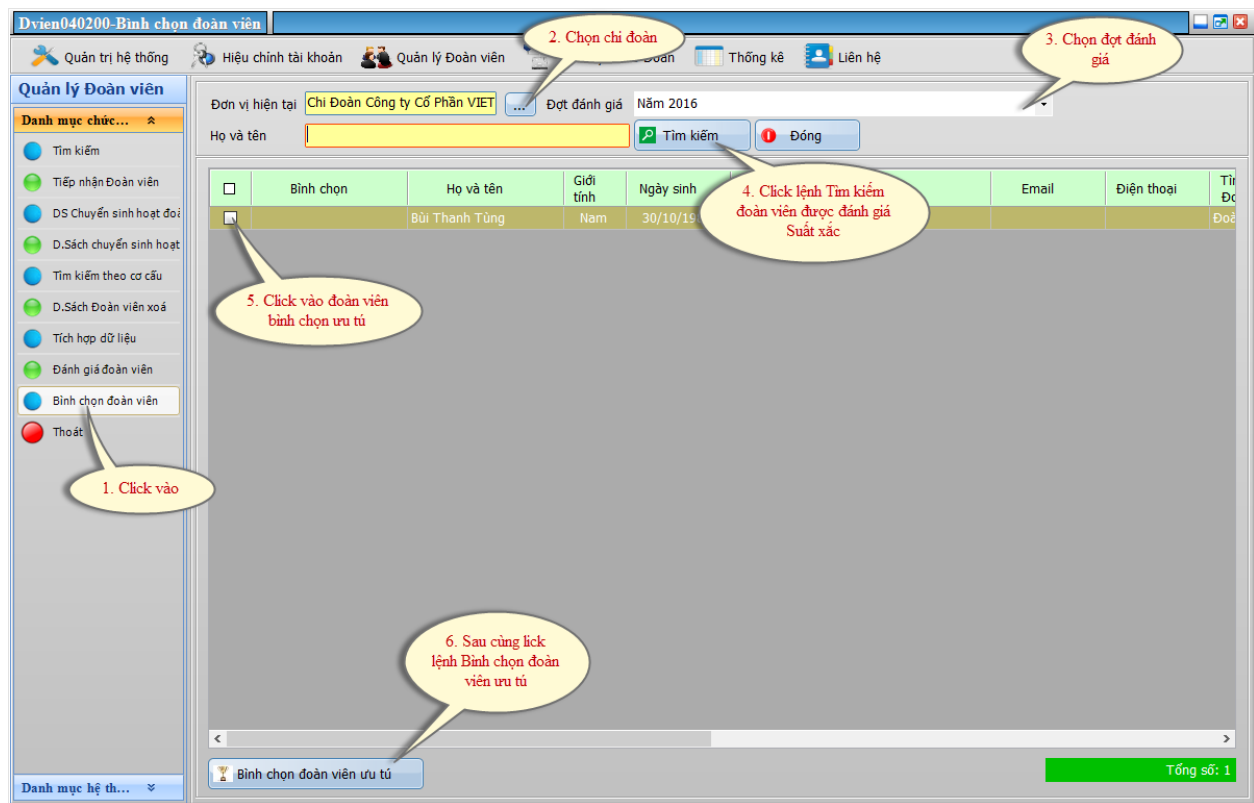 Dvien040200-Bình chọn đoàn viên
Quản trị hệ thống Hiệu chỉnh tài khoản Quản lý Đoàn viên Đoàn Thống kê Liên hệ
2. Chọn chi đoàn
3. Chọn đợt đánh
giá
Quản lý Đoàn viên
Danh mục chức...
Tìm kiếm
Tiếp nhận Đoàn viên
DS Chuyển sinh hoạt đoà
D.Sách chuyển sinh hoạt
Tìm kiếm theo cơ cấu
D.Sách Đoàn viên xoá
Tích hợp dữ liệu
Đánh giá đoàn viên
Bình chọn đoàn viên
Thoát
1. Click vào
Danh mục hệ th...
Đơn vị hiện tại Chi Đoàn Công ty Cổ Phần VIET ... Đợt đánh giá Năm 2016
Họ và tên Tìm kiếm Đóng
Bình chọn Họ và tên Giới tính Ngày sinh Email Điện thoại
Bùi Thanh Tùng Nam 30/10/19
4. Click lệnh Tìm kiếm
đoàn viên được đánh giá
Suất xắc
5. Click vào đoàn viên
bình chọn ưu tú
6. Sau cùng lick
lệnh Bình chọn đoàn
viên ưu tú
Bình chọn đoàn viên ưu tú
Tổng số: 1